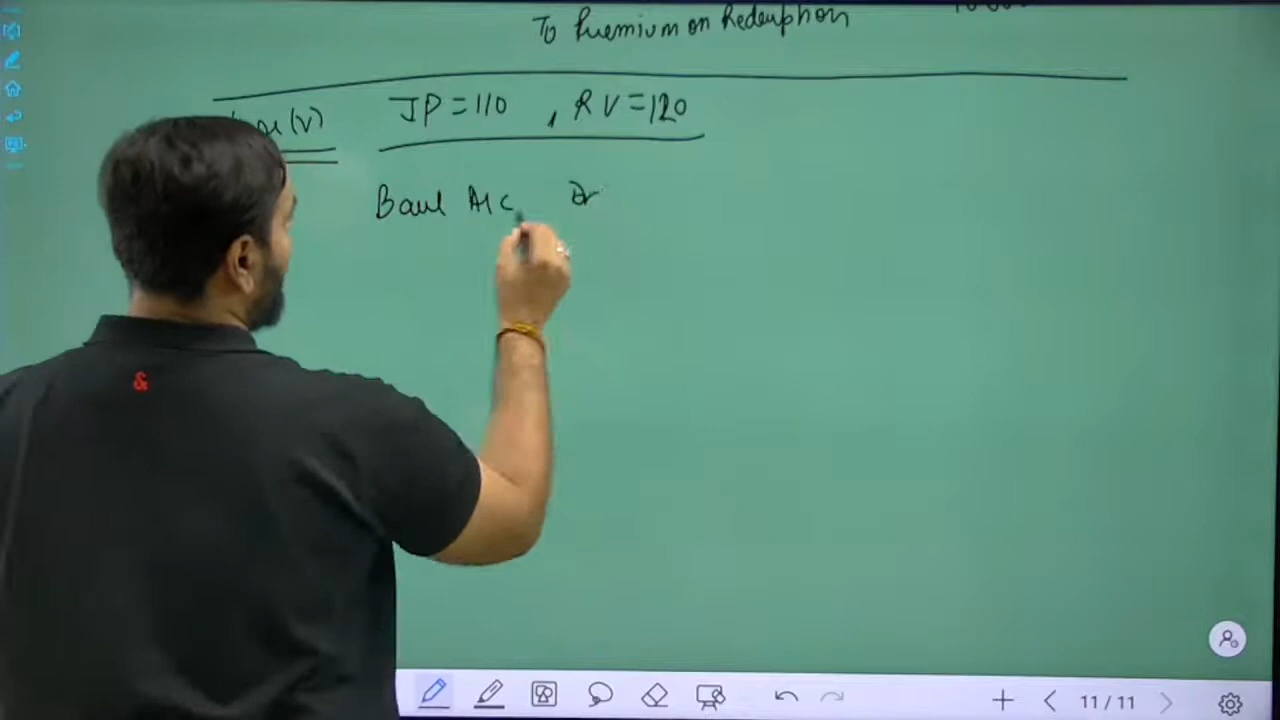 To Premium on Redemption
(v) IP = 110 , RV = 120
Bank A/c Dr
&
11 / 11